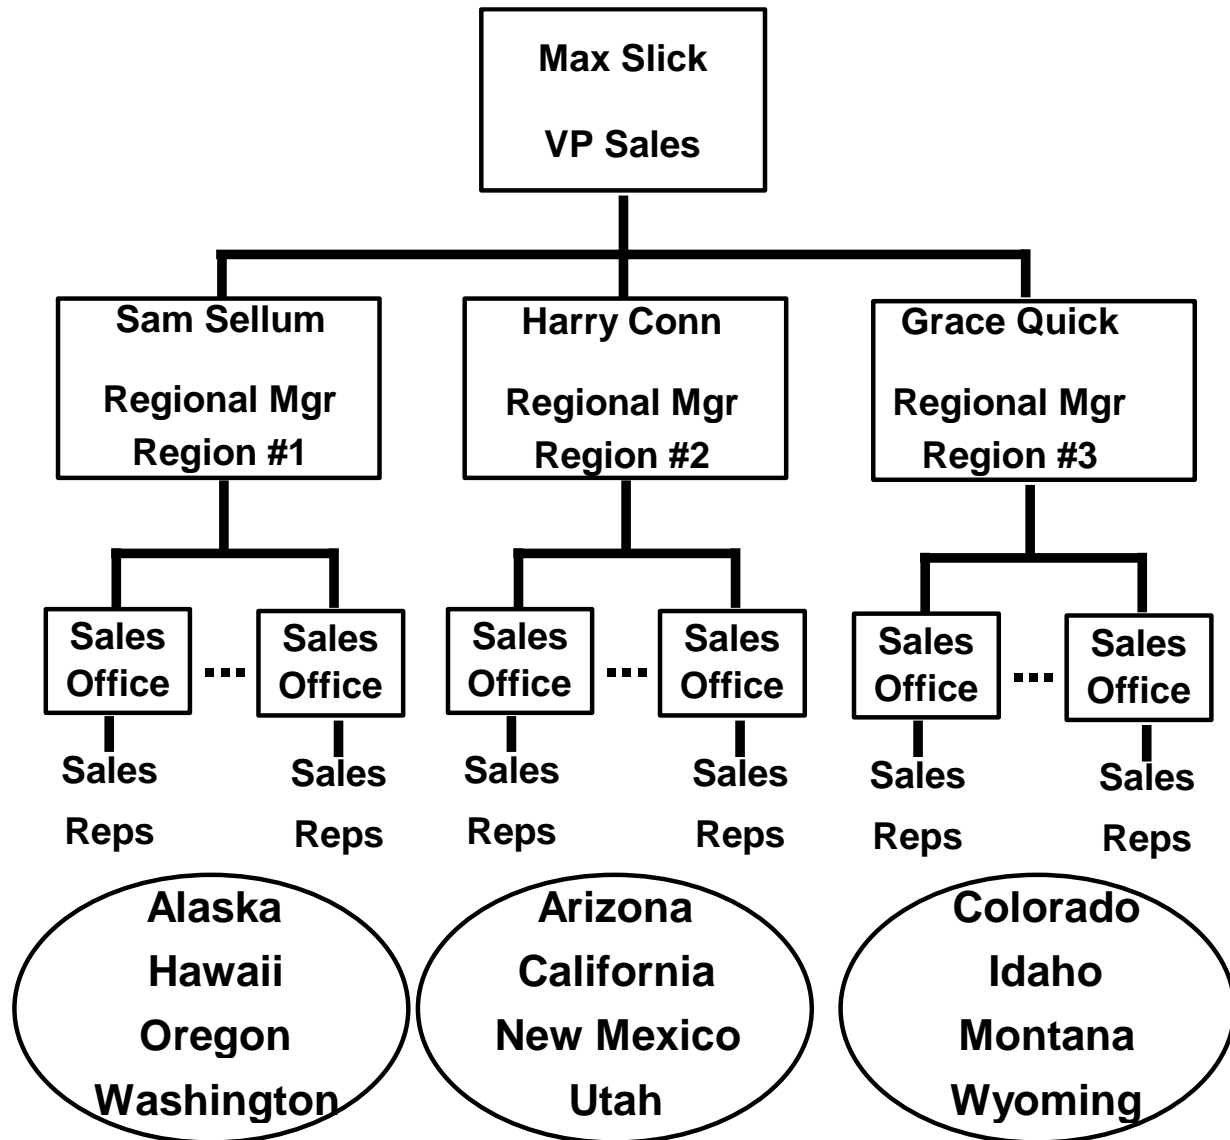 Max Slick
VP Sales
Sam Sellum
Regional Mgr
Region #1
Harry Conn
Regional Mgr
Region #2
Grace Quick
Regional Mgr
Region #3
Sales
Office
...
Sales
Office
Sales
Office
...
Sales
Office
Sales
Office
...
Sales
Office
Sales
Reps
Sales
Reps
Sales
Reps
Sales
Reps
Sales
Reps
Sales
Reps
Alaska
Hawaii
Oregon
Washington
Arizona
California
New Mexico
Utah
Colorado
Idaho
Montana
Wyoming